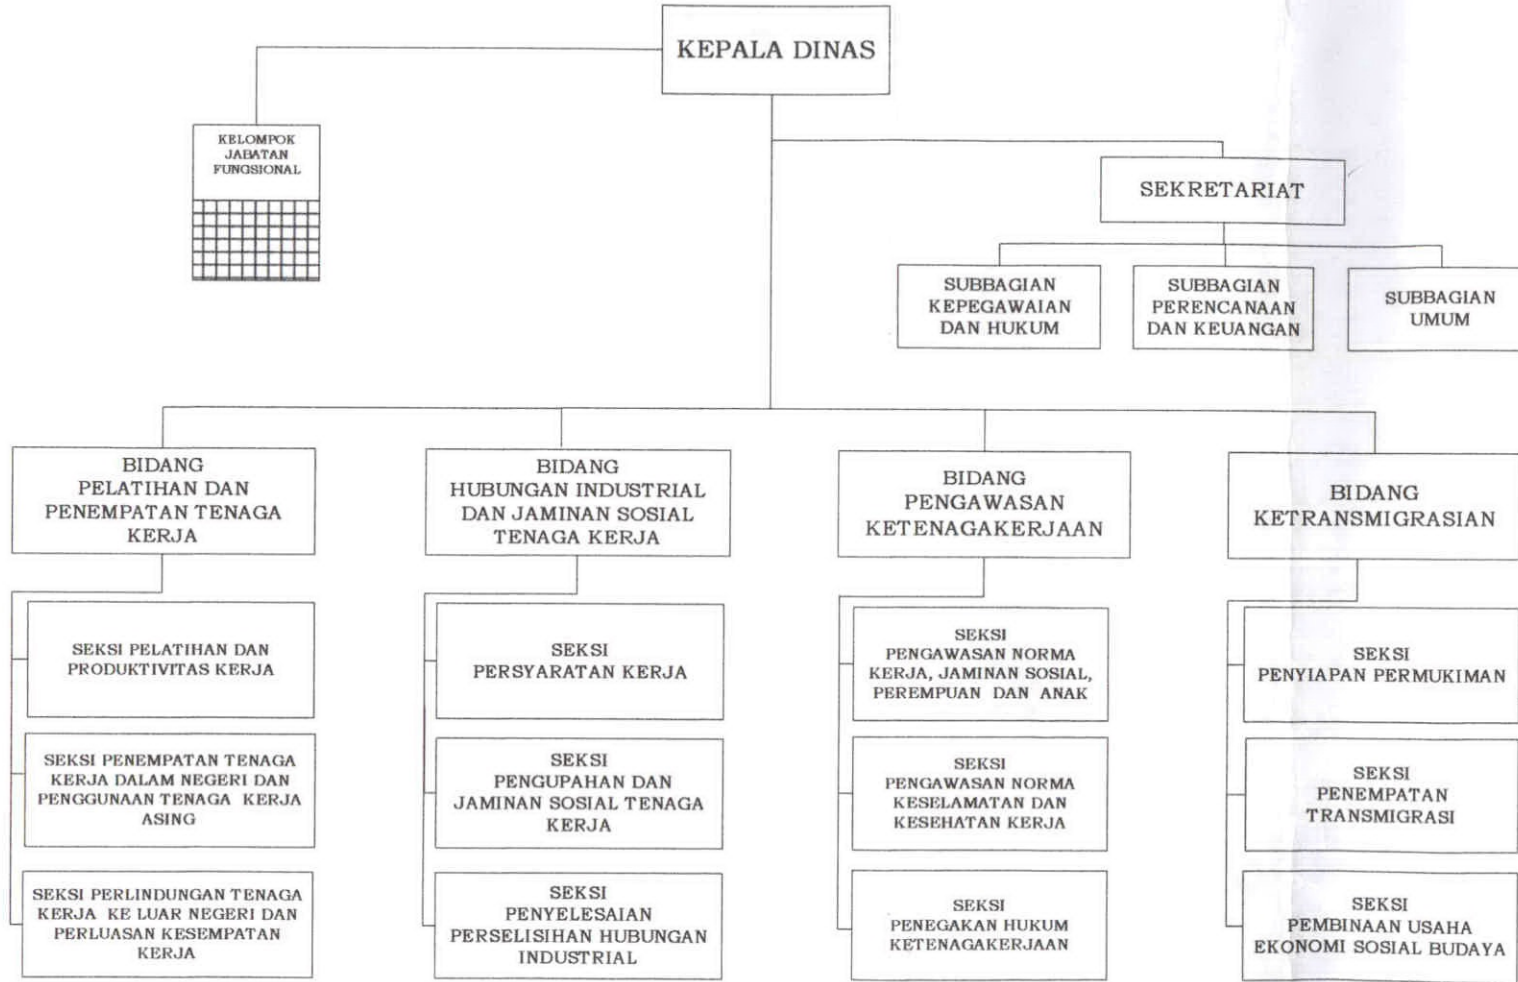 KEPALA DINAS
KELOMPOK
JABATAN
FUNGSIONAL
SEKRETARIAT
SUBBAGIAN
KEPEGAWAIAN
DAN HUKUM
SUBBAGIAN
PERENCANAAN
DAN KEUANGAN
SUBBAGIAN
UMUM
BIDANG
PELATIHAN DAN
PENEMPATAN TENAGA
KERJA
BIDANG
HUBUNGAN INDUSTRIAL
DAN JAMINAN SOSIAL
TENAGA KERJA
BIDANG
PENGAWASAN
KETENAGAKERJAAN
BIDANG
KETRANSMIGRASIAN
SEKSI PELATIHAN DAN
PRODUKTIVITAS KERJA
SEKSI PENEMPATAN TENAGA
KERJA DALAM NEGERI DAN
PENGGUNAAN TENAGA KERJA
ASING
SEKSI PERLINDUNGAN TENAGA
KERJA KE LUAR NEGERI DAN
PERLUASAN KESEMPATAN
KERJA
SEKSI
PERSYARATAN KERJA
SEKSI
PENGUPAHAN DAN
JAMINAN SOSIAL TENAGA
KERJA
SEKSI
PENYELESAIAN
PERSELISIHAN HUBUNGAN
INDUSTRIAL
SEKSI
PENGAWASAN NORMA
KERJA, JAMINAN SOSIAL,
PEREMPUAN DAN ANAK
SEKSI
PENGAWASAN NORMA
KESELAMATAN DAN
KESEHATAN KERJA
SEKSI
PENEGAKAN HUKUM
KETENAGAKERJAAN
SEKSI
PENYIAPAN PERMUKIMAN
SEKSI
PENEMPATAN
TRANSMIGRASI
SEKSI
PEMBINAAN USAHA
EKONOMI SOSIAL BUDAYA